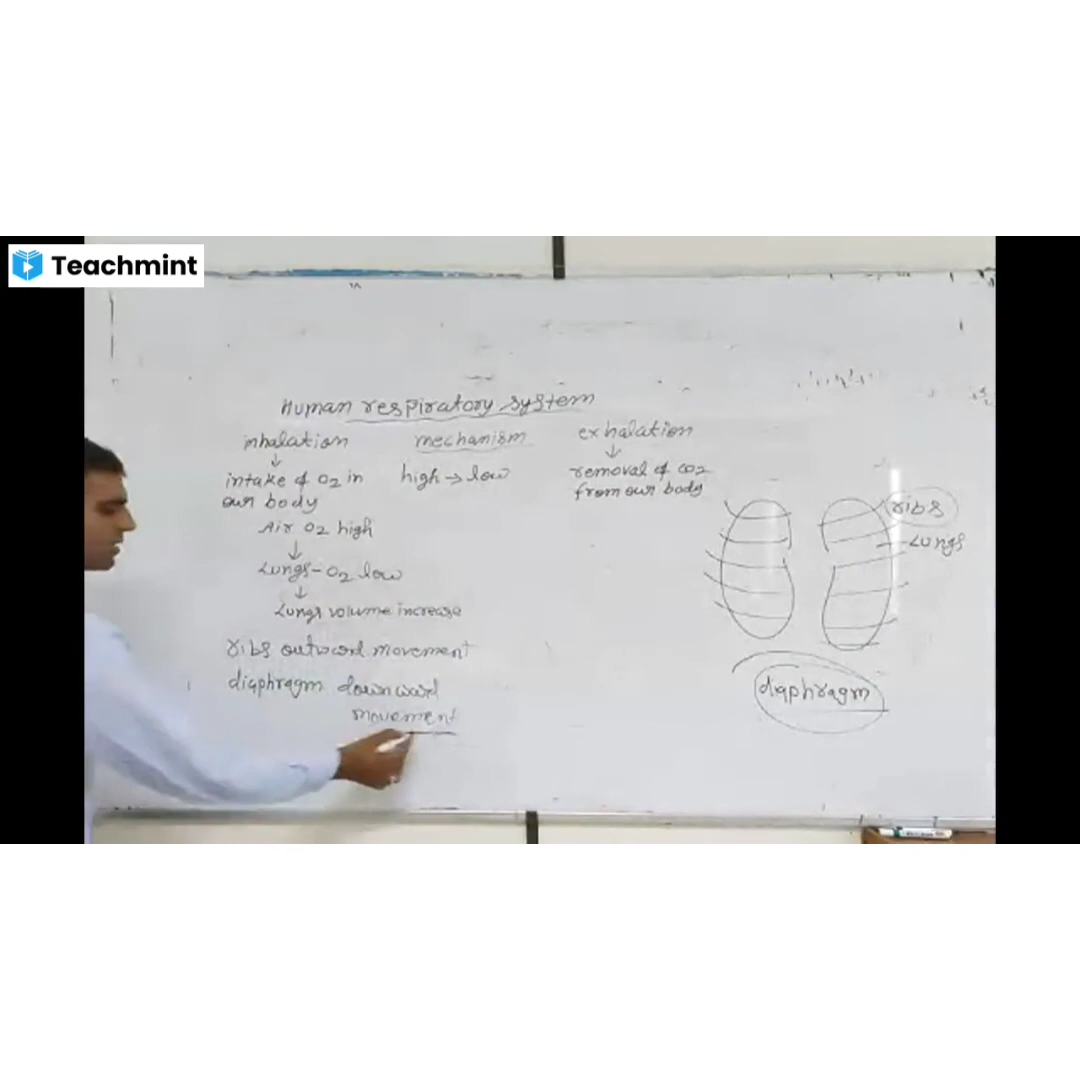 Teachmint
Human respiratory system
inhalation
↓
intake of O2 in
our body
Air O2 high
↓
Lungs - O2 low
↓
Lungs volume increase
ribs outward movement
diaphragm downward
movement
mechanism
high → low
exhalation
↓
removal of CO2
from our body
ribs
Lungs
diaphragm